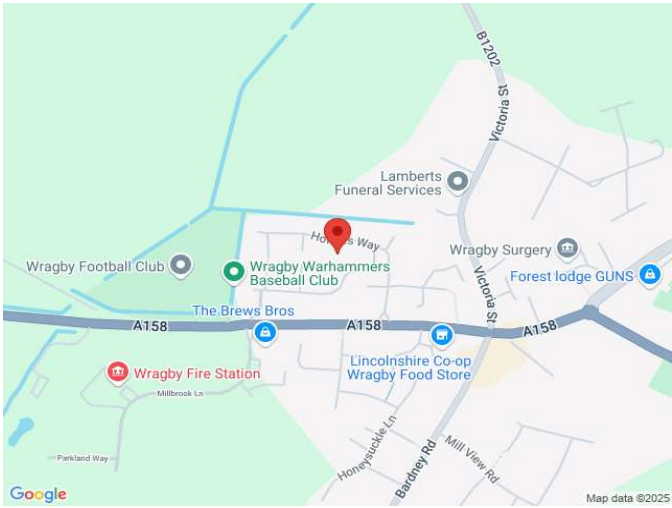 B1202
Victoria St
Lamberts
Funeral Services
Way
Wragby Surgery
Wragby Football Club
Wragby Warhammers
Baseball Club
Forest lodge GUNS
Victoria St
The Brews Bros
A158
A158
A158
Lincolnshire Co-op
Wragby Food Store
Wragby Fire Station
Millbrook Ln
Honeysuckle Ln
Mill View Rd
Bardney Rd
Parkland Way
Google
Map data ©2025